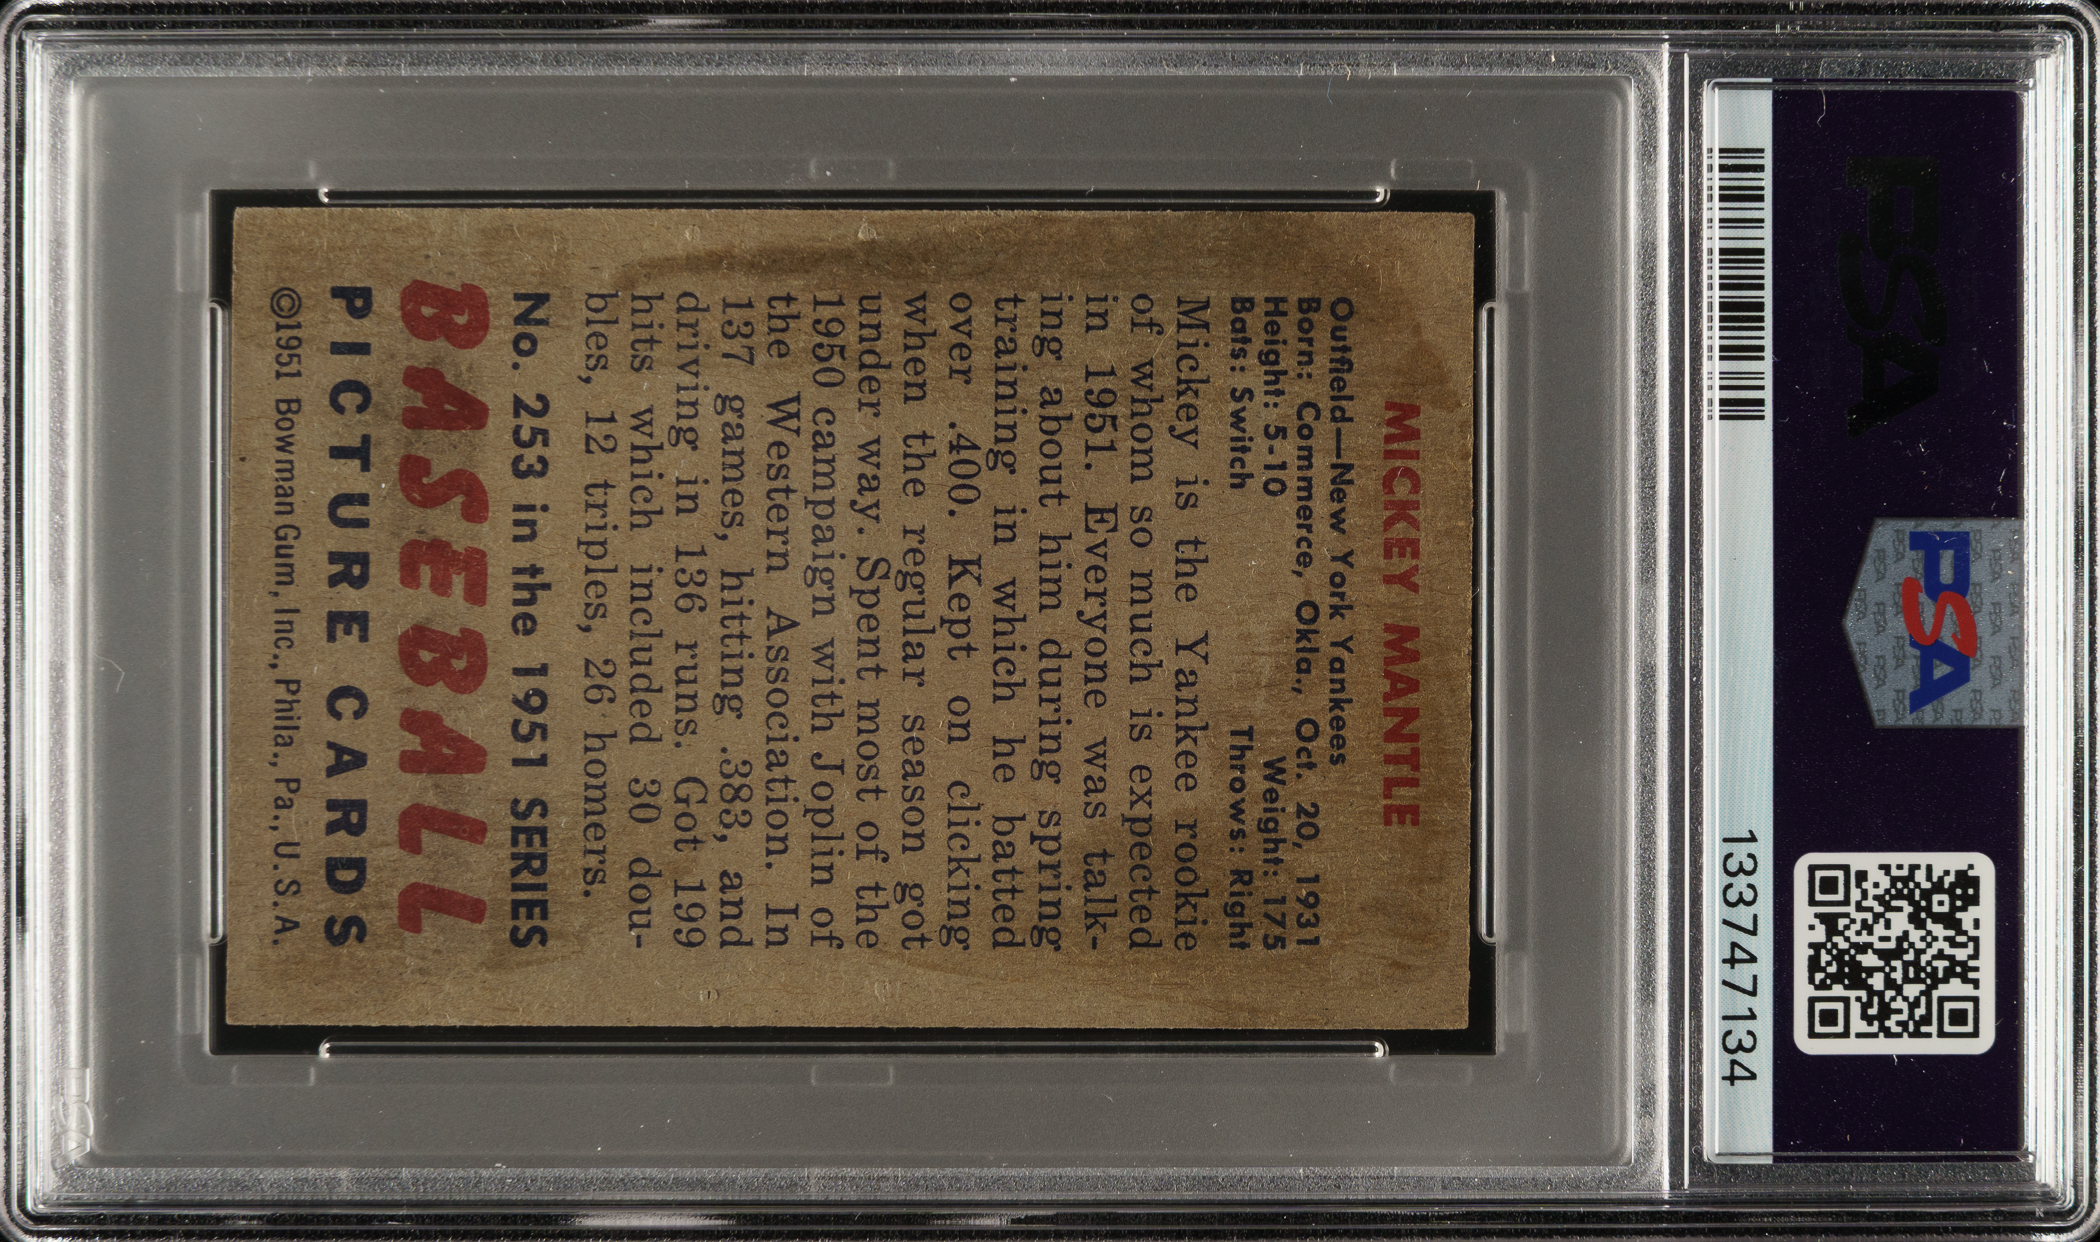 PSA
PSA
133747134
MICKEY MANTLE
Outfield—New York Yankees
Born: Commerce, Okla., Oct. 20, 1931
Height: 5-10 Weight: 175
Bats: Switch Throws: Right
Mickey is the Yankee rookie
of whom so much is expected
in 1951. Everyone was talk-
ing about him during spring
training in which he batted
over .400. Kept on clicking
when the regular season got
under way. Spent most of the
1950 campaign with Joplin of
the Western Association. In
137 games, hitting .383, and
driving in 136 runs. Got 199
hits which included 30 dou-
bles, 12 triples, 26 homers.
No. 253 in the 1951 SERIES
BASEBALL
PICTURE CARDS
©1951 Bowman Gum, Inc., Phila., Pa., U.S.A.
PSA